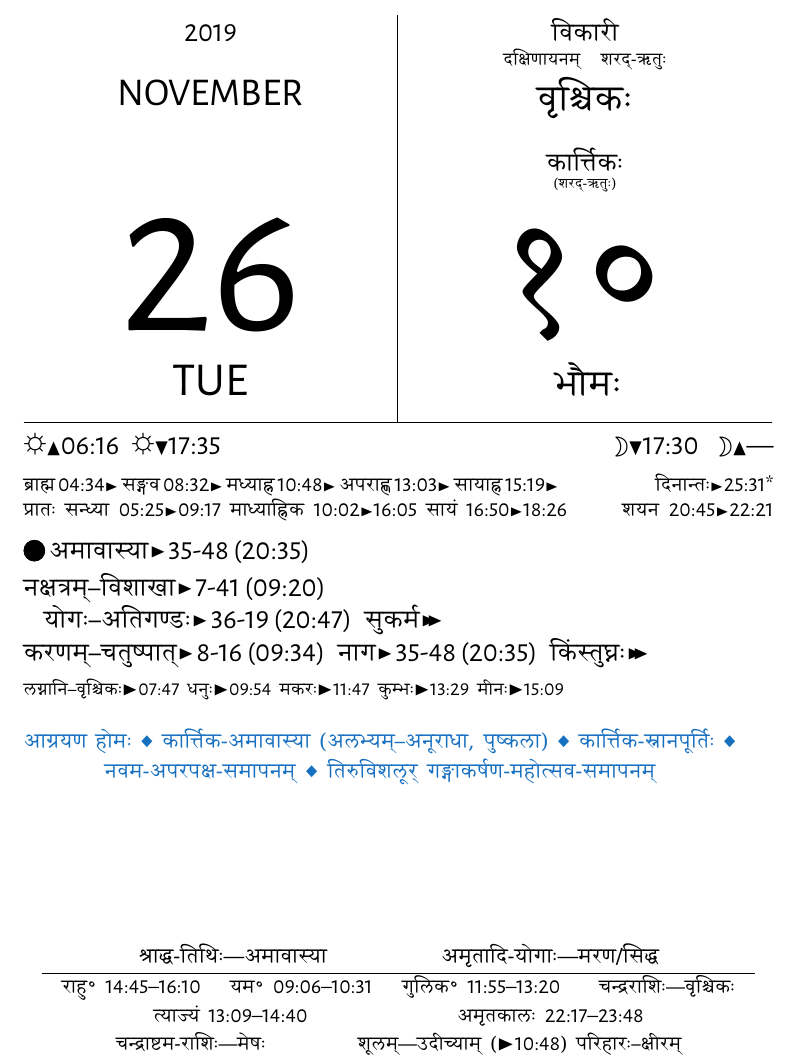 2019
NOVEMBER
26
TUE
विकारी
दक्षिणायनम् शरद्-ऋतुः
वृश्चिकः
कार्त्तिकः
(शरद्-ऋतुः)
१०
भौमः
☼▲06:16 ☼▼17:35 ☽▼17:30 ☽▲—
ब्राह्म 04:34► सङ्गव 08:32► मध्याह्न 10:48► अपराह्ण 13:03► सायाह्न 15:19► दिनान्तः►25:31*
प्रातः सन्ध्या 05:25►09:17 माध्याह्निक 10:02►16:05 सायं 16:50►18:26 शयन 20:45►22:21
● अमावास्या►35-48 (20:35)
नक्षत्रम्–विशाखा►7-41 (09:20)
योगः–अतिगण्डः►36-19 (20:47) सुकर्म►►
करणम्–चतुष्पात्►8-16 (09:34) नाग►35-48 (20:35) किंस्तुघ्नः►►
लग्नानि–वृश्चिकः►07:47 धनुः►09:54 मकरः►11:47 कुम्भः►13:29 मीनः►15:09
आग्रयण होमः ◆ कार्त्तिक-अमावास्या (अलभ्यम्–अनूराधा, पुष्कला) ◆ कार्त्तिक-स्नानपूर्तिः ◆
नवम-अपरपक्ष-समापनम् ◆ तिरुविशलूर् गङ्गाकर्षण-महोत्सव-समापनम्
श्राद्ध-तिथिः—अमावास्या अमृतादि-योगाः—मरण/सिद्ध
राहु॰ 14:45–16:10 यम॰ 09:06–10:31 गुलिक॰ 11:55–13:20 चन्द्रराशिः—वृश्चिकः
त्याज्यं 13:09–14:40 अमृतकालः 22:17–23:48
चन्द्राष्टम-राशिः—मेषः शूलम्—उदीच्याम् (►10:48) परिहारः–क्षीरम्